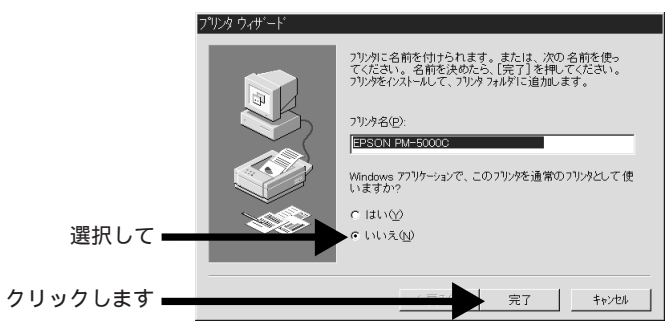 プリンタ ウィザード
プリンタに名前を付けられます。または、次の名前を使っ
てください。名前を決めたら、[完了]を押してください。
プリンタをインストールして、プリンタ フォルダに追加します。
プリンタ名(P):
EPSON PM-5000C
Windows アプリケーションで、このプリンタを通常のプリンタとして使
いますか?
はい(Y)
選択して
いいえ(N)
クリックします
完了
キャンセル